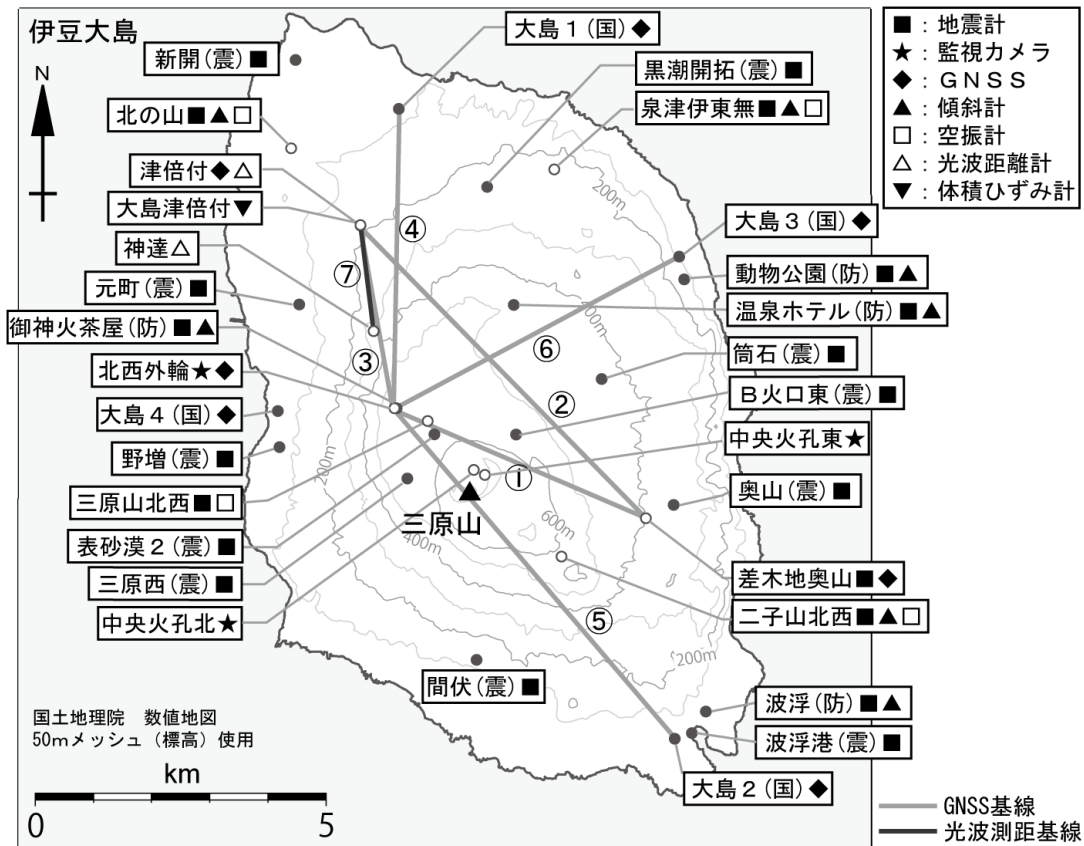 伊豆大島
N
新開(震)■
北の山■▲□
津倍付◆△
大島津倍付▼
神達△
元町(震)■
御神火茶屋(防)■▲
北西外輪★◆
大島4(国)◆
野増(震)■
三原山北西■□
表砂漠2(震)■
三原西(震)■
中央火孔北★
大島1(国)◆
黒潮開拓(震)■
泉津伊東無■▲□
大島3(国)◆
動物公園(防)■▲
温泉ホテル(防)■▲
筒石(震)■
B火口東(震)■
中央火孔東★
奥山(震)■
差木地奥山■◆
二子山北西■▲□
波浮(防)■▲
波浮港(震)■
大島2(国)◆
間伏(震)■
三原山
①
②
③
④
⑤
⑥
⑦
200m
200m
200m
400m
600m
■:地震計
★:監視カメラ
◆:GNSS
▲:傾斜計
□:空振計
△:光波距離計
▼:体積ひずみ計
国土地理院 数値地図
50mメッシュ(標高)使用
km
0 5
GNSS基線
光波測距基線